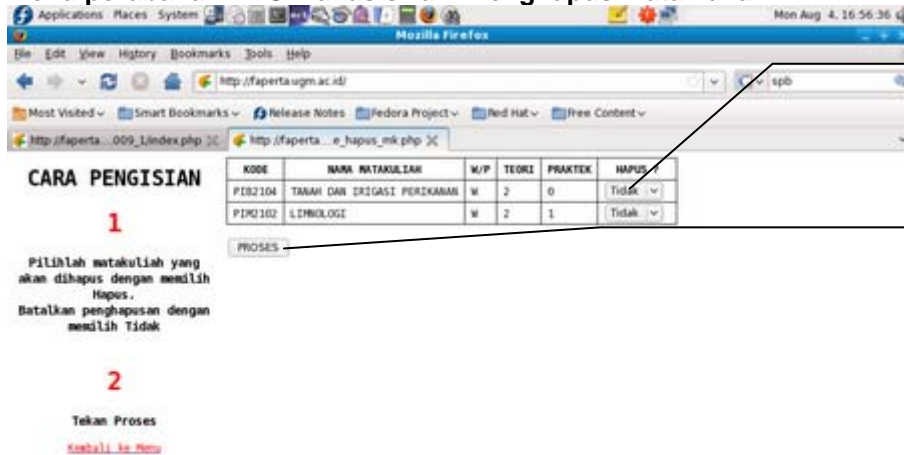 Applications Places System
Mon Aug 4, 16:56:36
Mozilla Firefox
File Edit View History Bookmarks Tools Help
http://faperta.ugm.ac.id/
spb
Most Visited Smart Bookmarks Release Notes Fedora Project Red Hat Free Content
http://faperta...009_1/index.php http://faperta...e_hapus_mk.php
CARA PENGISIAN
1
Pilihlah matakuliah yang
akan dihapus dengan memilih
Hapus.
Batalkan penghapusan dengan
memilih Tidak
2
Tekan Proses
Kembali ke Menu
KODE NAMA MATAKULIAH W/P TEORI PRAKTEK HAPUS ?
PIB2104 TANAH DAN IRIGASI PERIKANAN W 2 0 Tidak
PIM2102 LIMNOLOGI W 2 1 Tidak
PROSES